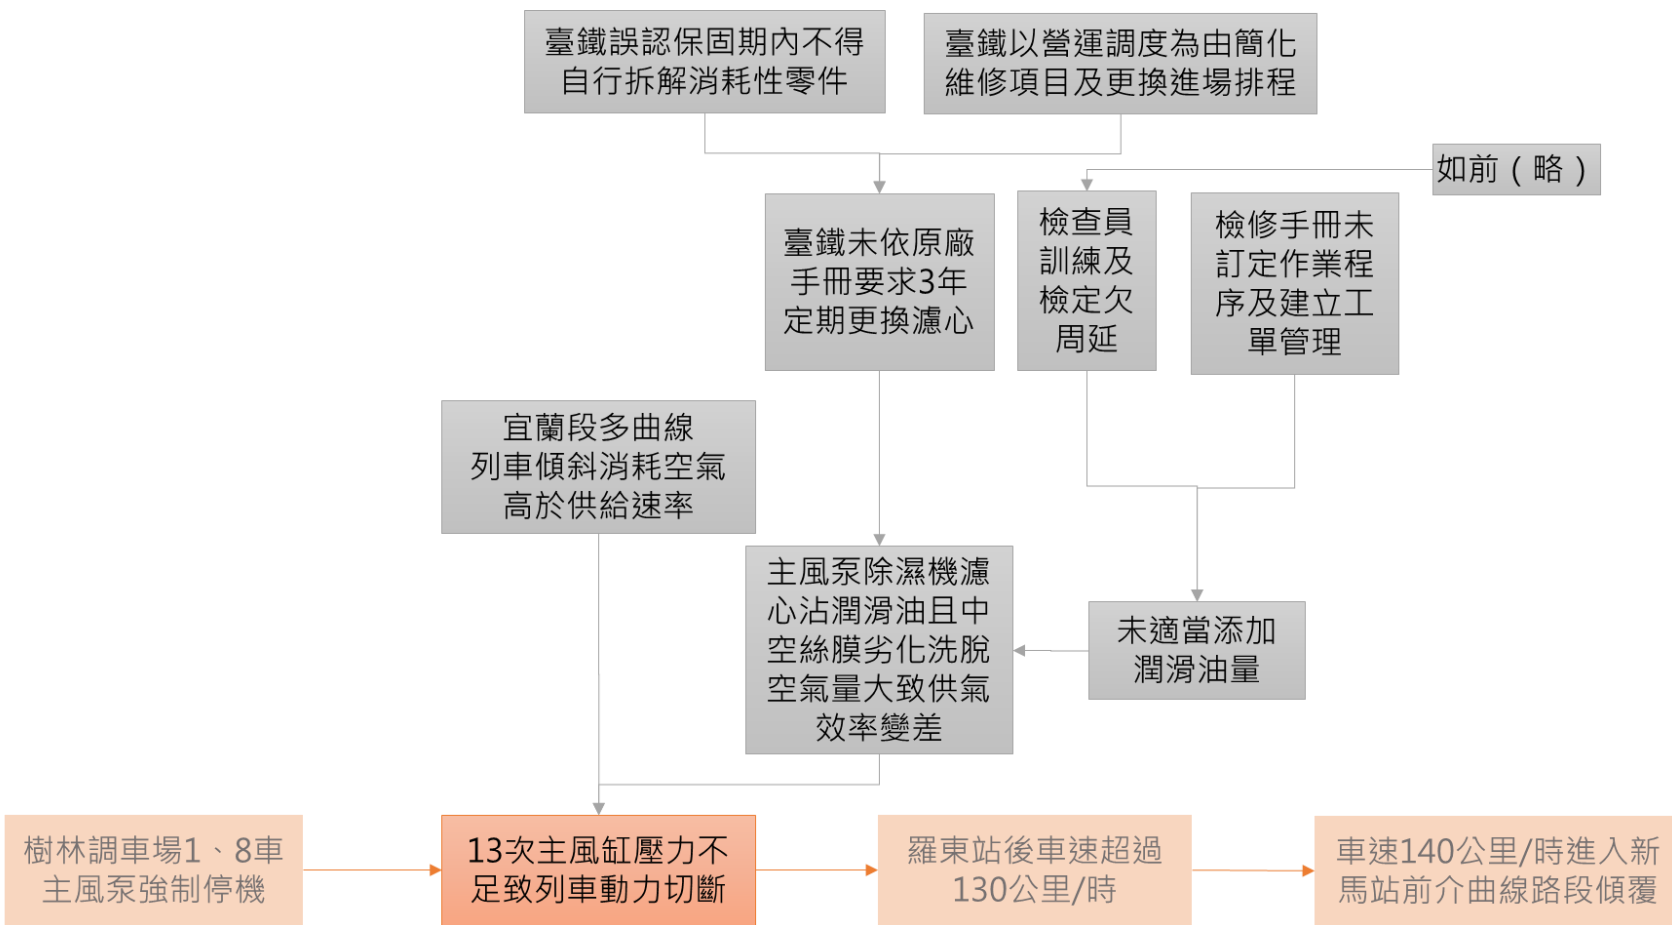 臺鐵誤認保固期內不得
自行拆解消耗性零件
臺鐵以營運調度為由簡化
維修項目及更換進場排程
如前（略）
臺鐵未依原廠
手冊要求3年
定期更換濾心
檢查員
訓練及
檢定欠
周延
檢修手冊未
訂定作業程
序及建立工
單管理
宜蘭段多曲線
列車傾斜消耗空氣
高於供給速率
主風泵除濕機濾
心沾潤滑油且中
空絲膜劣化洗脫
空氣量大致供氣
效率變差
未適當添加
潤滑油量
樹林調車場1、8車
主風泵強制停機
13次主風缸壓力不
足致列車動力切斷
羅東站後車速超過
130公里/時
車速140公里/時進入新
馬站前介曲線路段傾覆